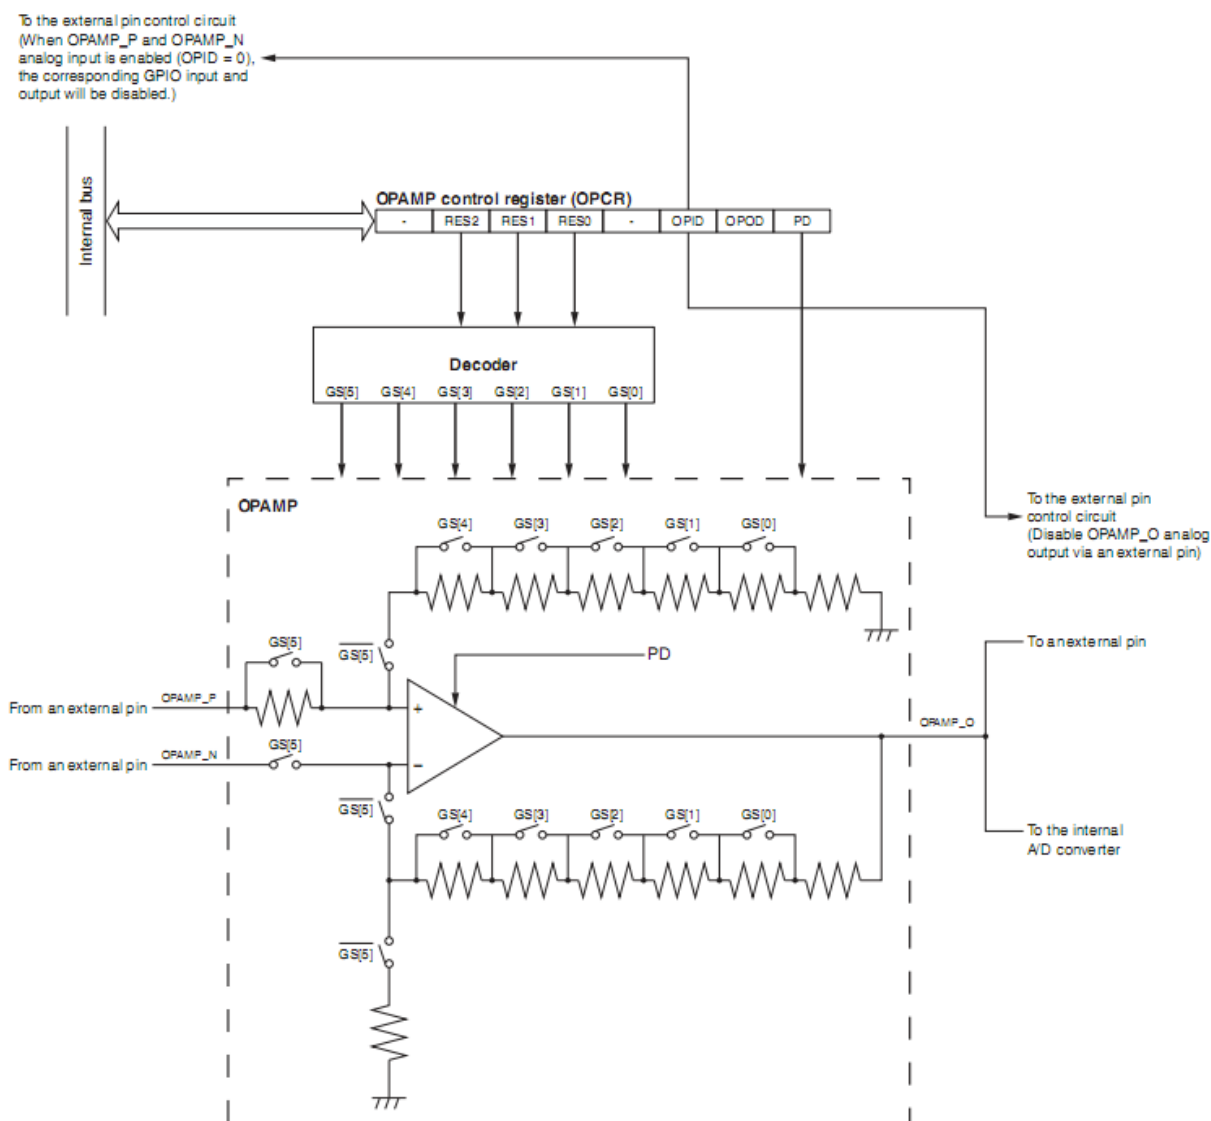 To the external pin control circuit
(When OPAMP_P and OPAMP_N
analog input is enabled (OPID = 0),
the corresponding GPIO input and
output will be disabled.)
Internal bus
OPAMP control register (OPCR)
- RES2 RES1 RES0 - OPID OPOD PD
Decoder
GS[5] GS[4] GS[3] GS[2] GS[1] GS[0]
OPAMP
To the external pin
control circuit
(Disable OPAMP_O analog
output via an external pin)
GS[4] GS[3] GS[2] GS[1] GS[0]
GS[5]
GS[5]
PD
To an external pin
From an external pin OPAMP_P
+
OPAMP_O
From an external pin OPAMP_N
GS[5]
-
GS[5]
GS[4] GS[3] GS[2] GS[1] GS[0]
To the internal
A/D converter
GS[5]